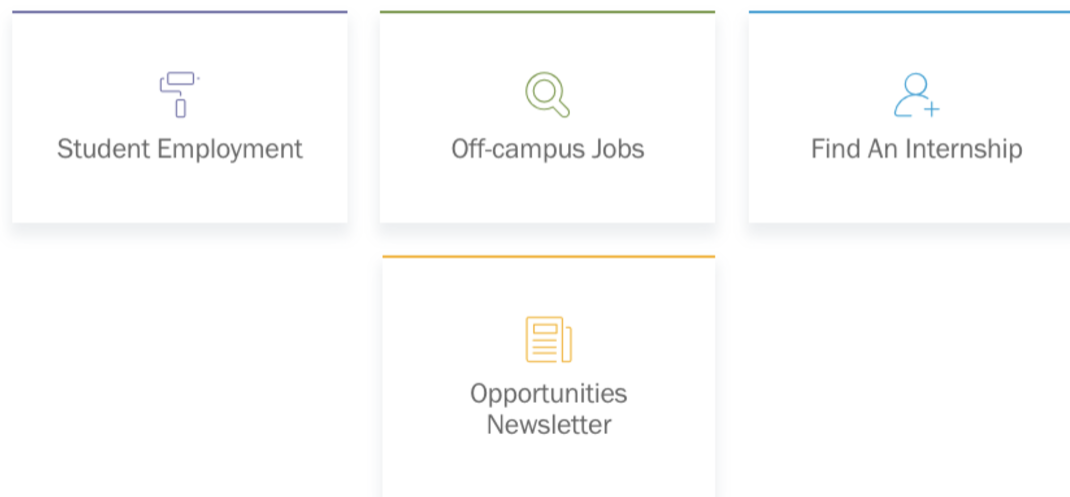 Student Employment
Off-campus Jobs
Find An Internship
Opportunities
Newsletter